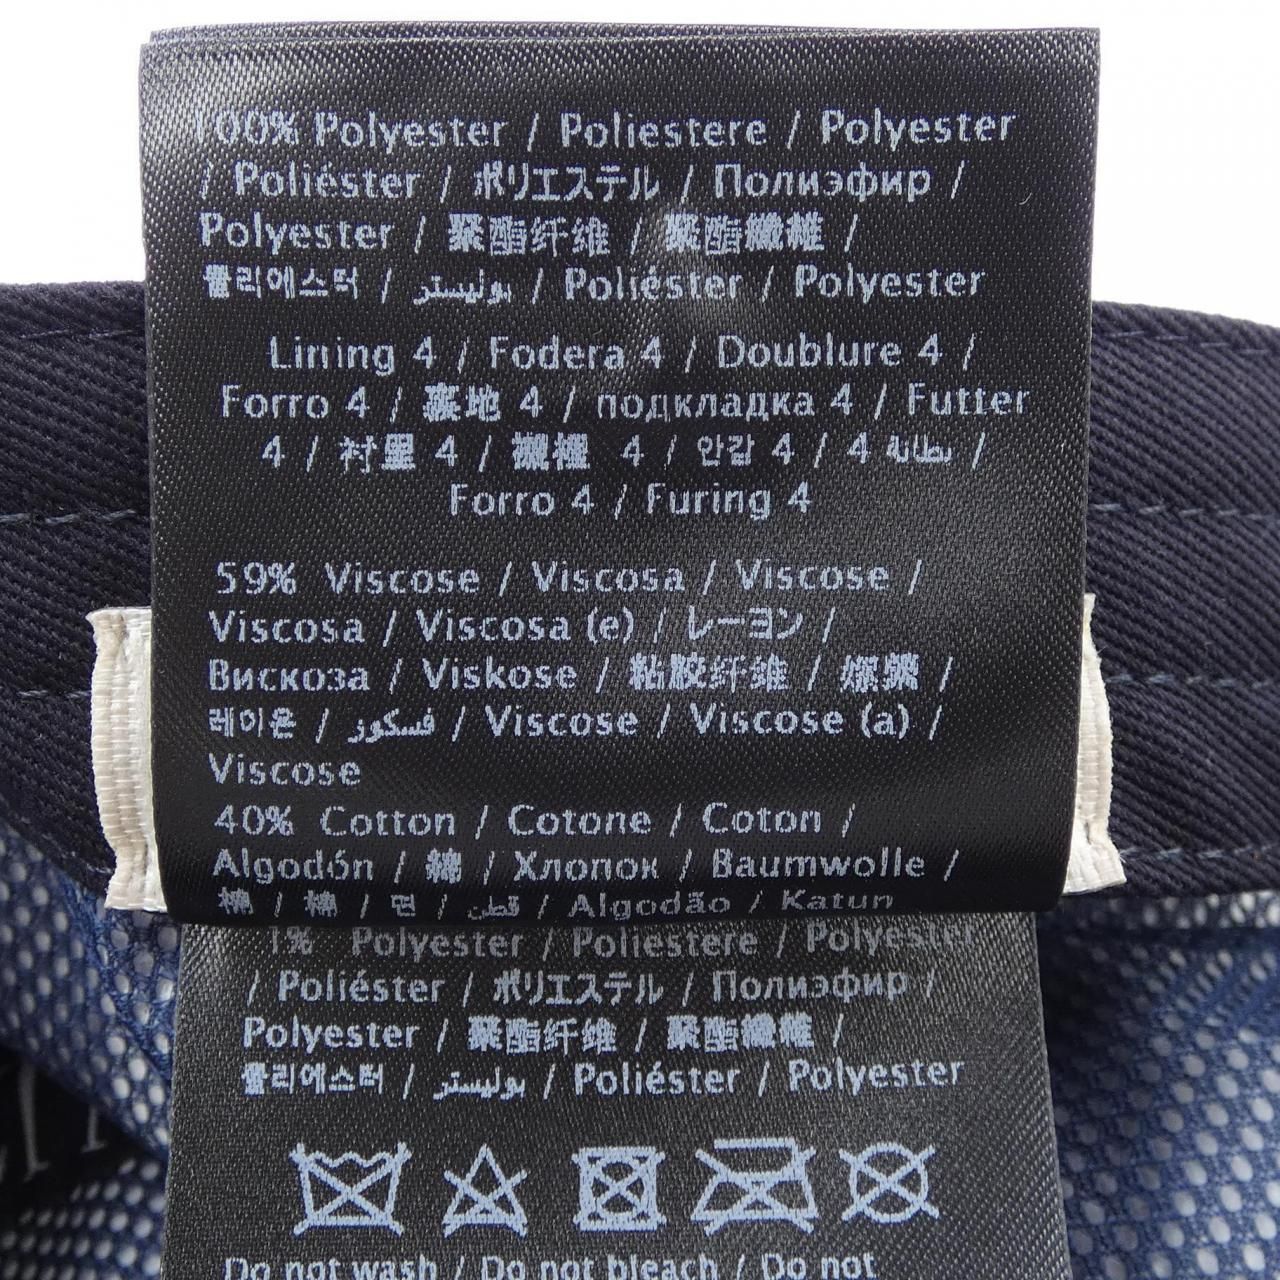 100% Polyester / Poliestere / Polyester
/ Poliéster / ポリエステル / Полиэфир /
Polyester / 聚酯纤维 / 聚酯纖維 /
폴리에스터 / بوليستر / Poliéster / Polyester
Lining 4 / Fodera 4 / Doublure 4 /
Forro 4 / 裏地 4 / подкладка 4 / Futter
4 / 衬里 4 / 4 / 안감 4 / 4 بطانة /
Forro 4 / Furing 4
59% Viscose / Viscosa / Viscose /
Viscosa / Viscosa (e) / レーヨン /
Вискоза / Viskose / 粘胶纤维 / 嫘縈 /
레이온 / فسكوز / Viscose / Viscose (a) /
Viscose
40% Cotton / Cotone / Coton /
Algodón / 綿 / Хлопок / Baumwolle /
棉 / 棉 / 면 / قطن / Algodão / Katun
1% Polyester / Poliestere / Polyester
/ Poliéster / ポリエステル / Полиэфир /
Polyester / 聚酯纤维 / 聚酯纖維 /
폴리에스터 / بوليستر / Poliéster / Polyester
Do not wash / Do not bleach / Do not